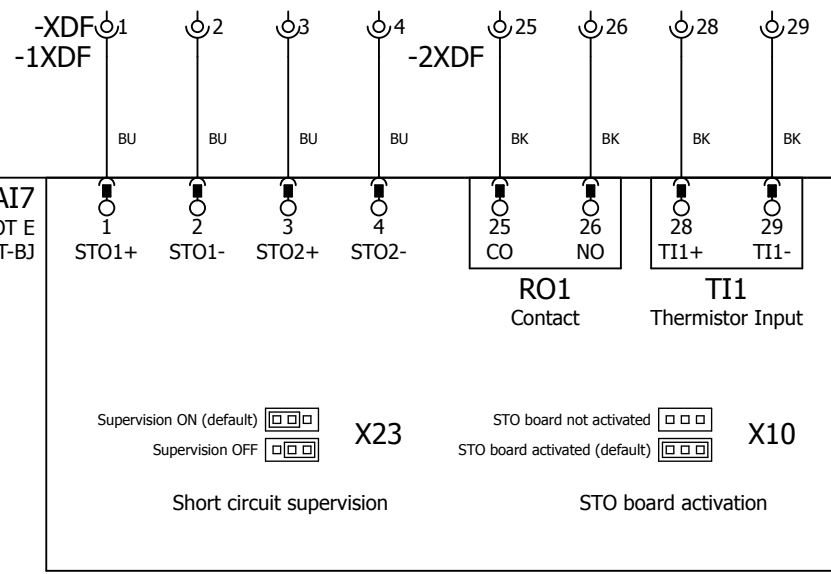 -XDF 1 2 3 4 25 26 28 29
-1XDF -2XDF
BU BU BU BU BK BK BK BK
AI7
OT E 1 2 3 4 25 26 28 29
T-BJ STO1+ STO1- STO2+ STO2- CO NO TI1+ TI1-
RO1 TI1
Contact Thermistor Input
Supervision ON (default) STO board not activated
X23 X10
Supervision OFF STO board activated (default)
Short circuit supervision STO board activation